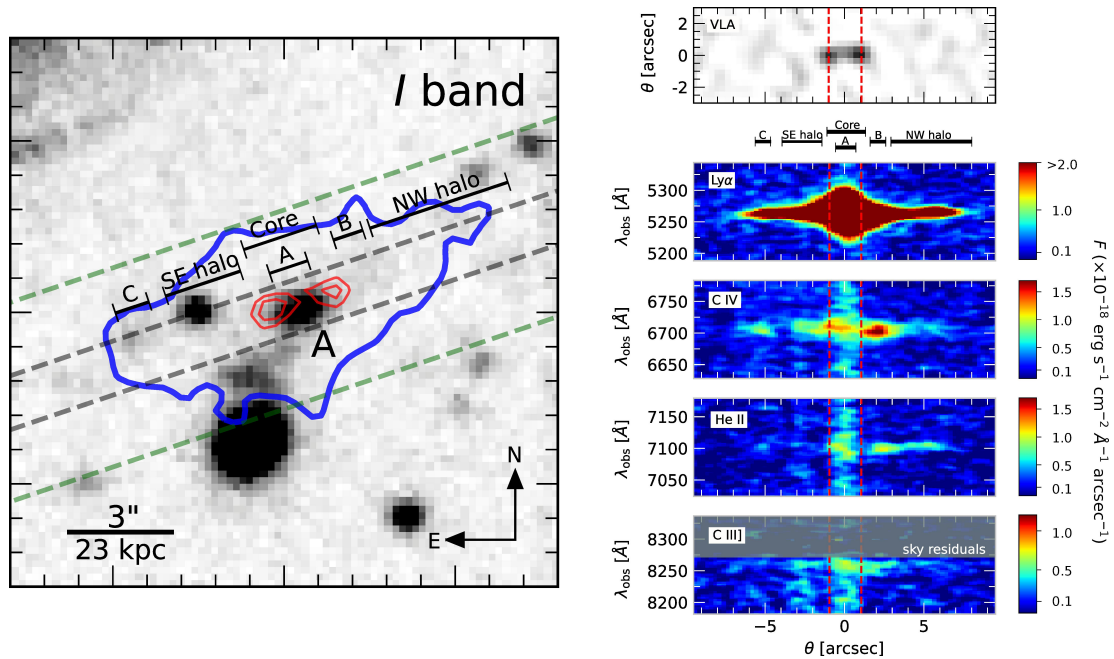 I band
NW halo
Core
B
A
SE halo
C
A
3"
23 kpc
N
E
VLA
θ [arcsec]
2
0
−2
Core
C SE halo A B NW halo
Lyα
λobs [Å]
5300
5250
5200
>2.0
1.0
0.1
C IV
λobs [Å]
6750
6700
6650
1.5
1.0
0.5
0.1
He II
λobs [Å]
7150
7100
7050
1.5
1.0
0.5
0.1
C III]
sky residuals
λobs [Å]
8300
8250
8200
1.0
0.5
0.1
−5 0 5
θ [arcsec]
F (×10⁻¹⁸ erg s⁻¹ cm⁻² Å⁻¹ arcsec⁻¹)